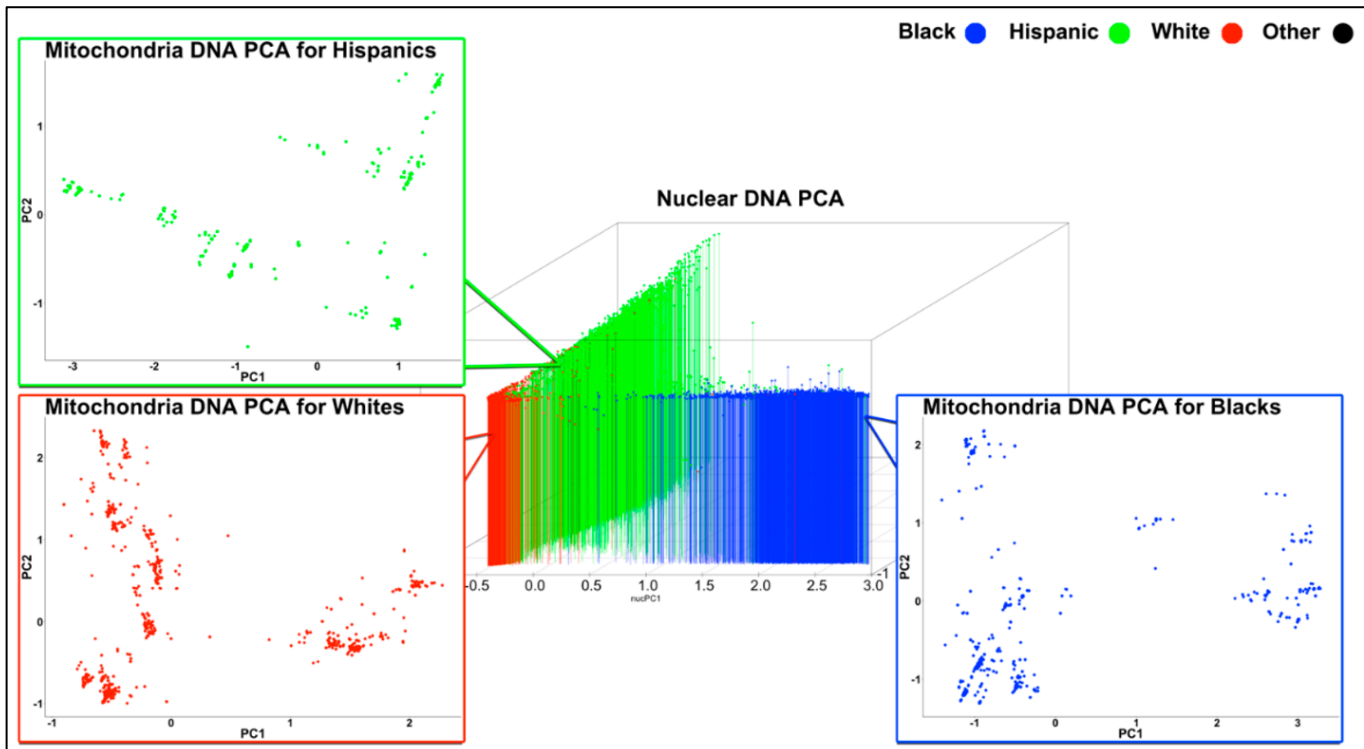 Black Hispanic White Other
Mitochondria DNA PCA for Hispanics
PC2
1
0
-1
-3 -2 -1 0 1
PC1
Nuclear DNA PCA
-0.5 0.0 0.5 1.0 1.5 2.0 2.5 3.0 -1
nucPC1
Mitochondria DNA PCA for Whites
PC2
2
1
0
-1
-1 0 1 2
PC1
Mitochondria DNA PCA for Blacks
PC2
2
1
0
-1
-1 0 1 2 3
PC1